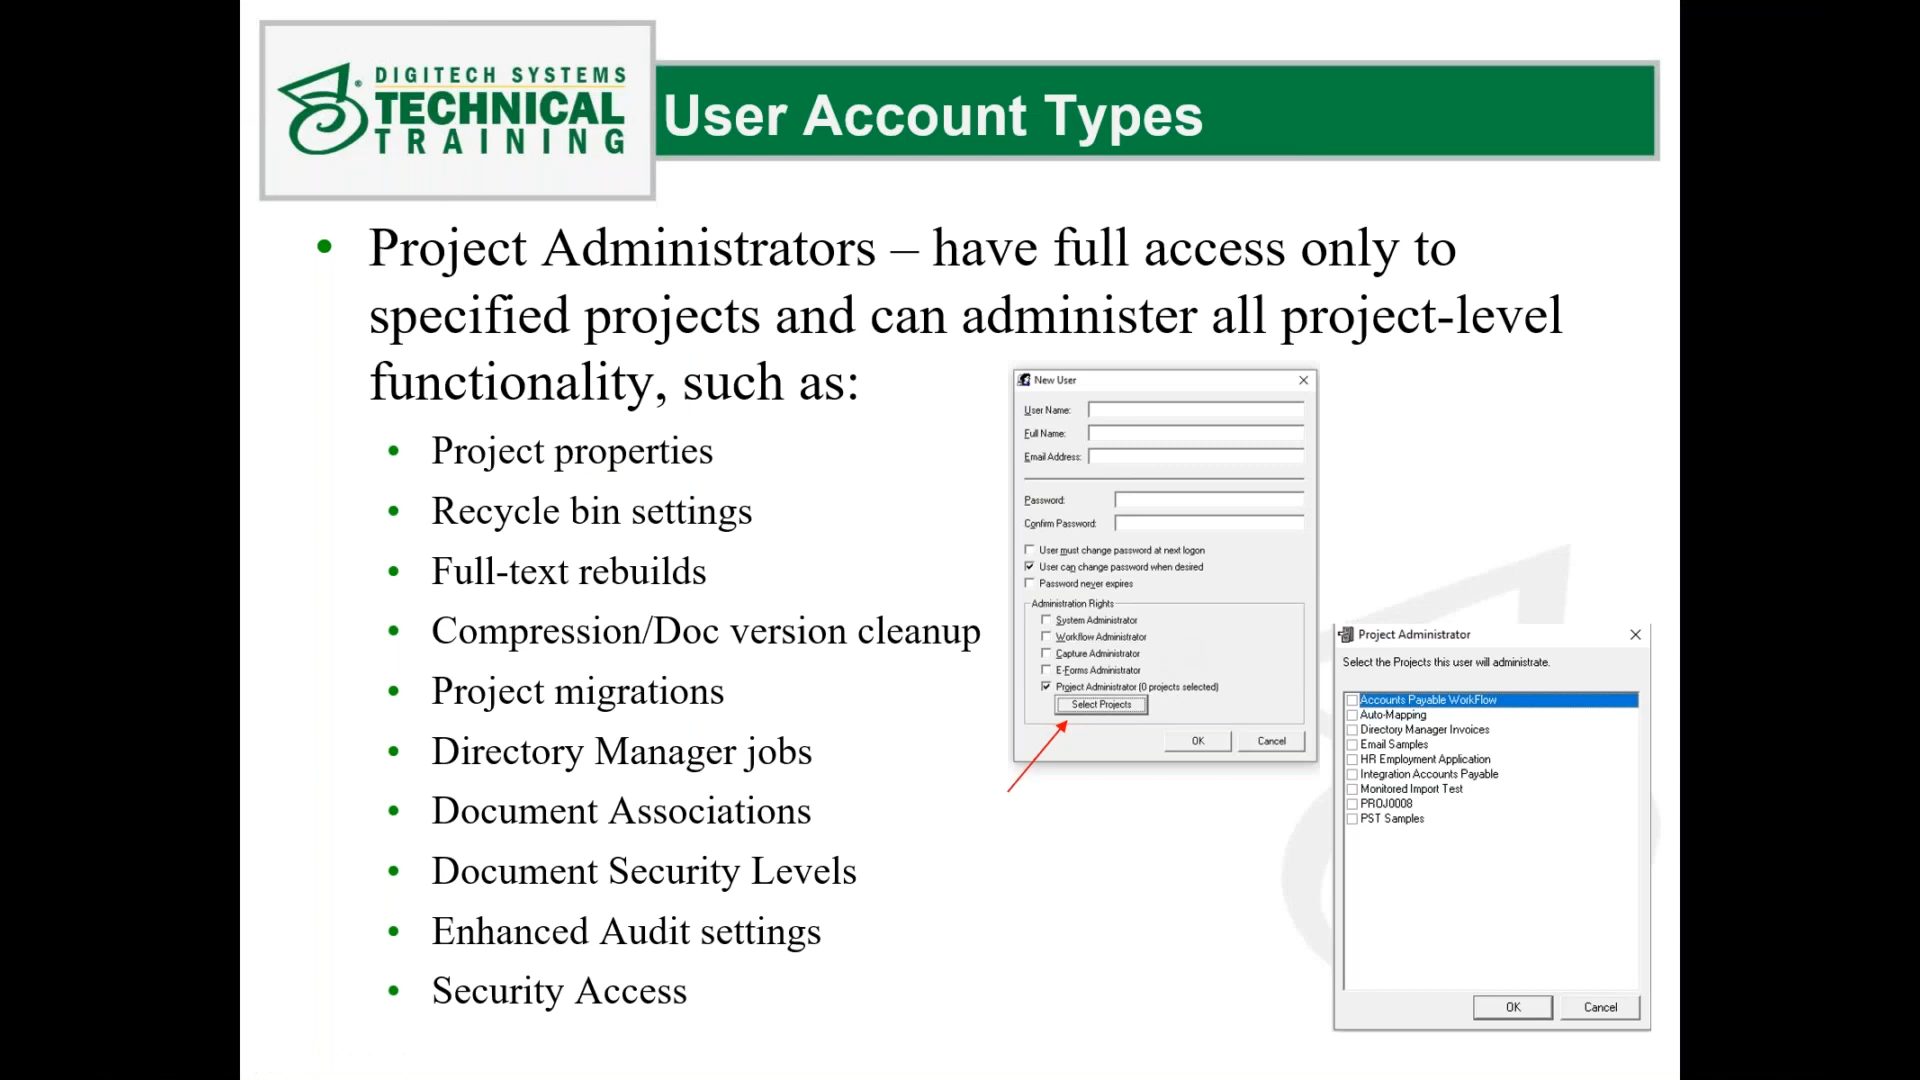 DIGITECH SYSTEMS
TECHNICAL
TRAINING
User Account Types
• Project Administrators – have full access only to
specified projects and can administer all project-level
functionality, such as:
• Project properties
• Recycle bin settings
• Full-text rebuilds
• Compression/Doc version cleanup
• Project migrations
• Directory Manager jobs
• Document Associations
• Document Security Levels
• Enhanced Audit settings
• Security Access
New User
User Name:
Full Name:
Email Address:
Password:
Confirm Password:
User must change password at next logon
User can change password when desired
Password never expires
Administration Rights
System Administrator
Workflow Administrator
Capture Administrator
E-Forms Administrator
Project Administrator (0 projects selected)
Select Projects
OK Cancel
Project Administrator
Select the Projects this user will administrate.
Accounts Payable WorkFlow
Auto-Mapping
Directory Manager Invoices
Email Samples
HR Employment Application
Integration Accounts Payable
Monitored Import Test
PROJ0008
PST Samples
OK Cancel